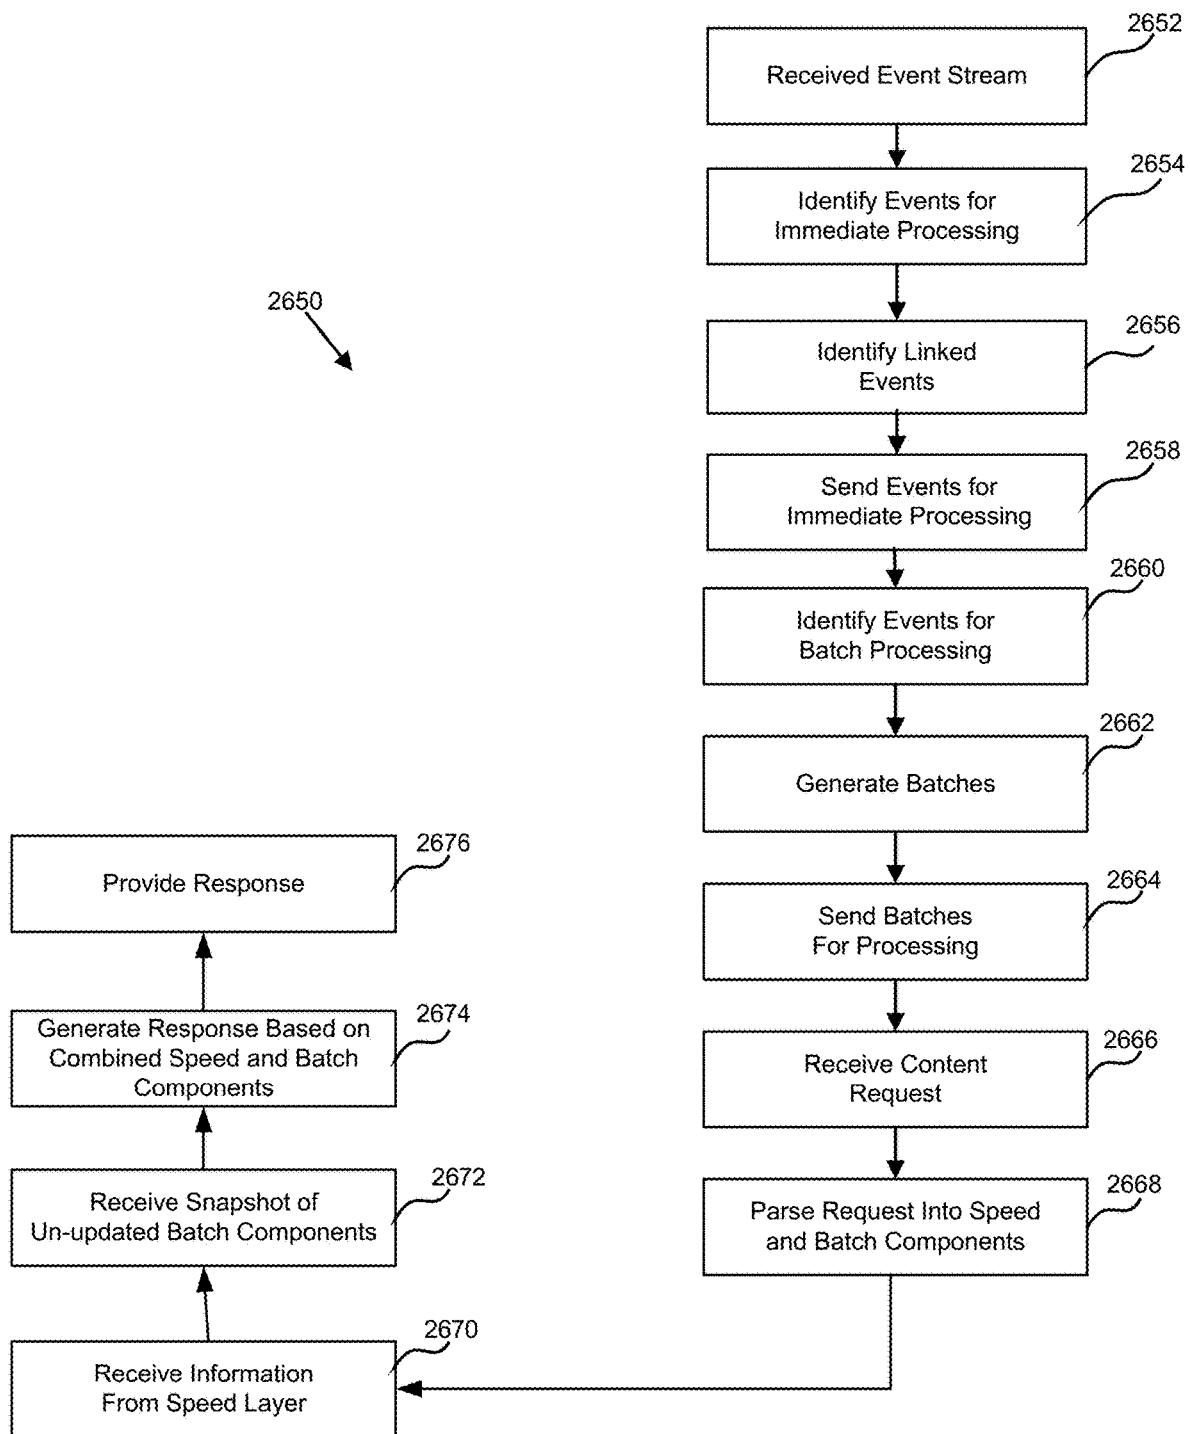 2652
Received Event Stream
2654
Identify Events for
Immediate Processing
2650
2656
Identify Linked
Events
2658
Send Events for
Immediate Processing
2660
Identify Events for
Batch Processing
2662
Generate Batches
2664
Send Batches
For Processing
2666
Receive Content
Request
2668
Parse Request Into Speed
and Batch Components
2670
Receive Information
From Speed Layer
2672
Receive Snapshot of
Un-updated Batch Components
2674
Generate Response Based on
Combined Speed and Batch
Components
2676
Provide Response